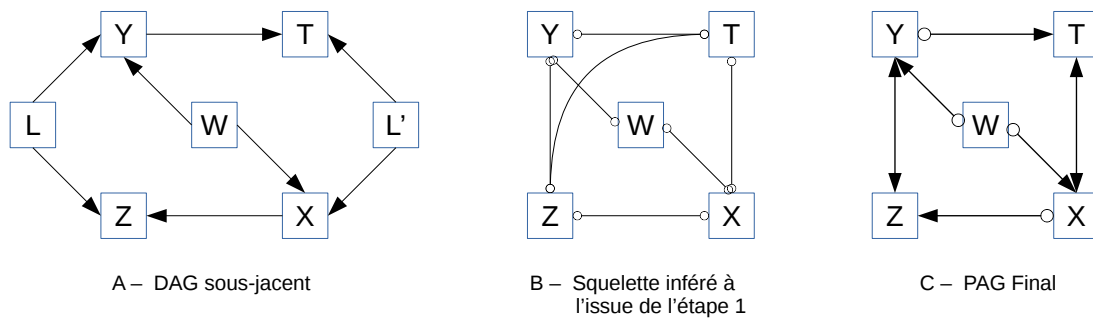 Y T
L W L’
Z X
A – DAG sous-jacent
Y T
W
Z X
B – Squelette inféré à
l’issue de l’étape 1
Y T
W
Z X
C – PAG Final